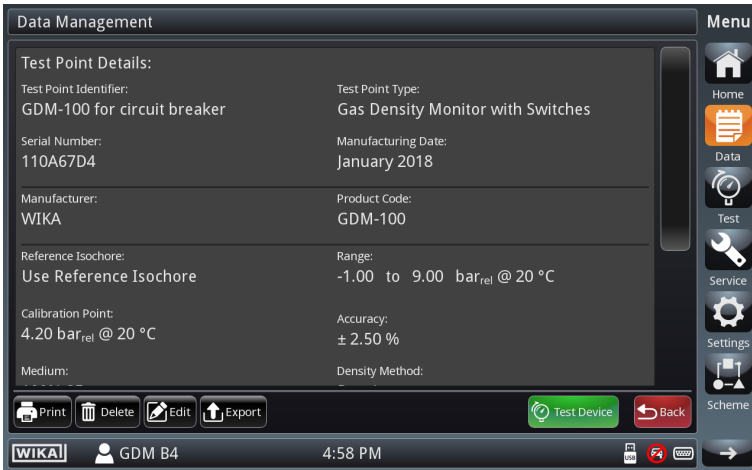 Data Management
Menu
Test Point Details:
Test Point Identifier:
GDM-100 for circuit breaker
Test Point Type:
Gas Density Monitor with Switches
Serial Number:
110A67D4
Manufacturing Date:
January 2018
Manufacturer:
WIKA
Product Code:
GDM-100
Reference Isochore:
Use Reference Isochore
Range:
-1.00 to 9.00 barrel @ 20 °C
Calibration Point:
4.20 barrel @ 20 °C
Accuracy:
± 2.50 %
Medium:
Density Method:
Home
Data
Test
Service
Settings
Scheme
Print
Delete
Edit
Export
Test Device
Back
WIKA
GDM B4
4:58 PM
USB